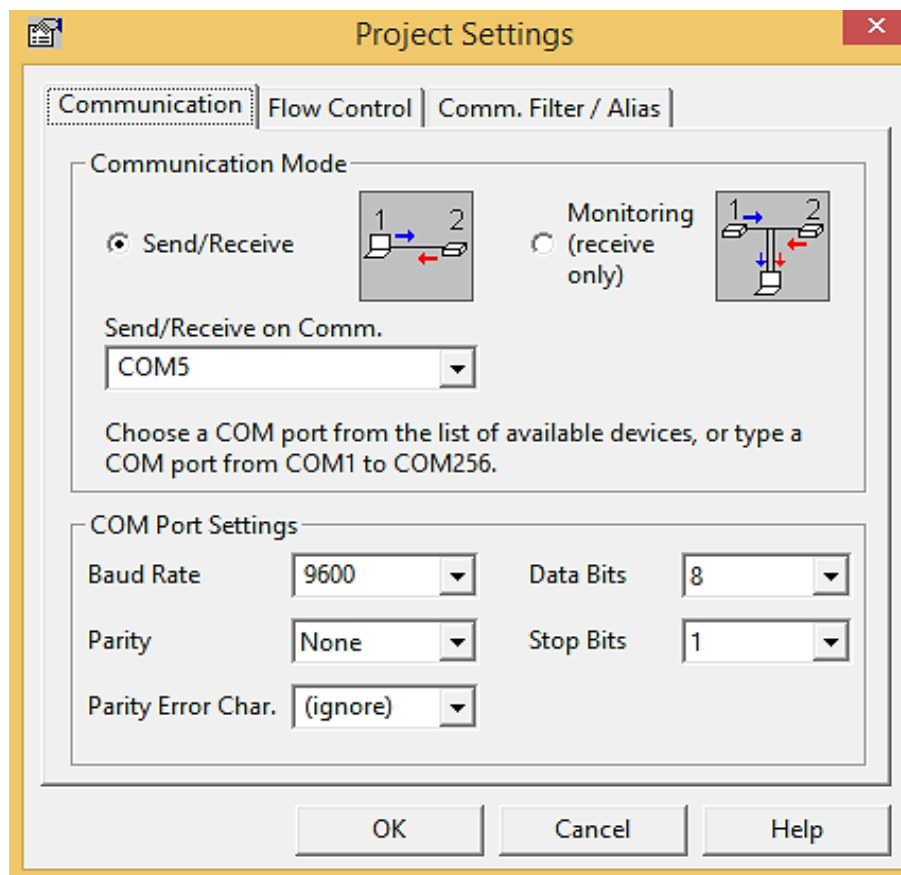 Project Settings
Communication
Flow Control
Comm. Filter / Alias
Communication Mode
Send/Receive
1 2
Monitoring
(receive
only)
1 2
Send/Receive on Comm.
COM5
Choose a COM port from the list of available devices, or type a
COM port from COM1 to COM256.
COM Port Settings
Baud Rate 9600 Data Bits 8
Parity None Stop Bits 1
Parity Error Char. (ignore)
OK Cancel Help